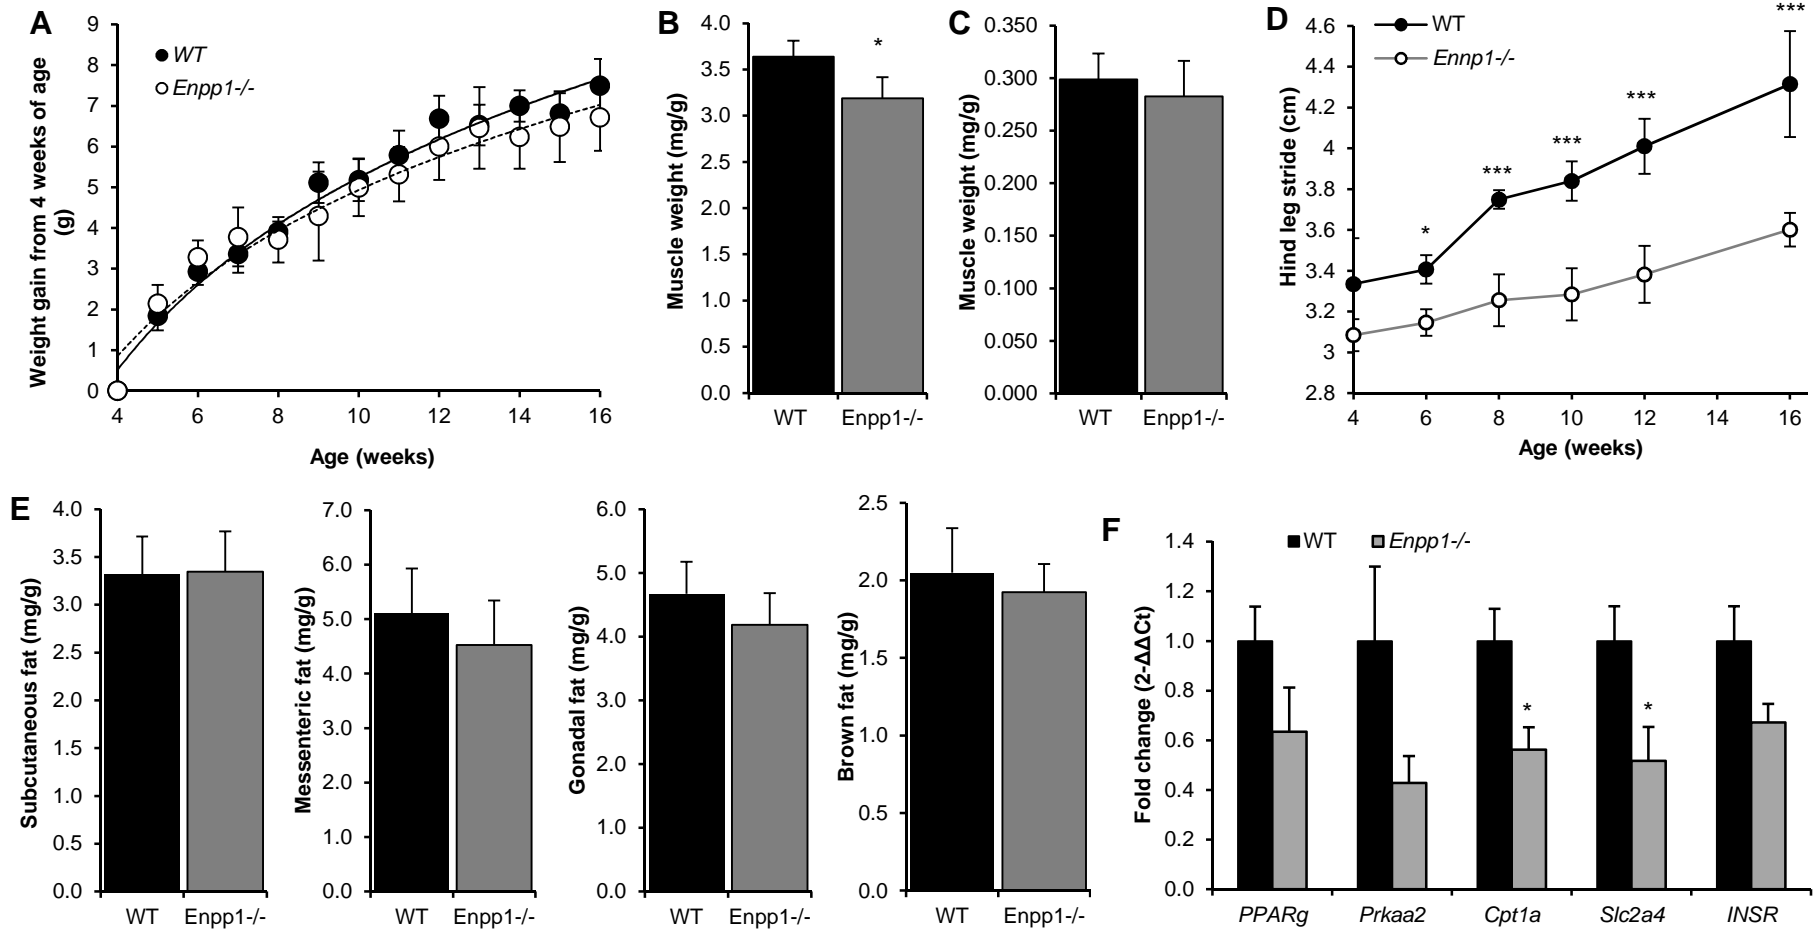 A
9
8
7
6
5
4
3
2
1
0
Weight gain from 4 weeks of age
(g)
WT
Enpp1-/-
4 6 8 10 12 14 16
Age (weeks)
B
4.0
3.5
3.0
2.5
2.0
1.5
1.0
0.5
0.0
Muscle weight (mg/g)
*
WT Enpp1-/-
C
0.350
0.300
0.250
0.200
0.150
0.100
0.050
0.000
Muscle weight (mg/g)
WT Enpp1-/-
D
4.6
4.4
4.2
4
3.8
3.6
3.4
3.2
3
2.8
Hind leg stride (cm)
WT
Ennp1-/-
* *** *** *** ***
4 6 8 10 12 14 16
Age (weeks)
E
4.0
3.5
3.0
2.5
2.0
1.5
1.0
0.5
0.0
Subcutaneous fat (mg/g)
WT Enpp1-/-
7.0
6.0
5.0
4.0
3.0
2.0
1.0
0.0
Messenteric fat (mg/g)
WT Enpp1-/-
6.0
5.0
4.0
3.0
2.0
1.0
0.0
Gonadal fat (mg/g)
WT Enpp1-/-
2.5
2.0
1.5
1.0
0.5
0.0
Brown fat (mg/g)
WT Enpp1-/-
F
1.4
1.2
1.0
0.8
0.6
0.4
0.2
0.0
Fold change (2-ΔΔCt)
WT Enpp1-/-
* *
PPARg Prkaa2 Cpt1a Slc2a4 INSR